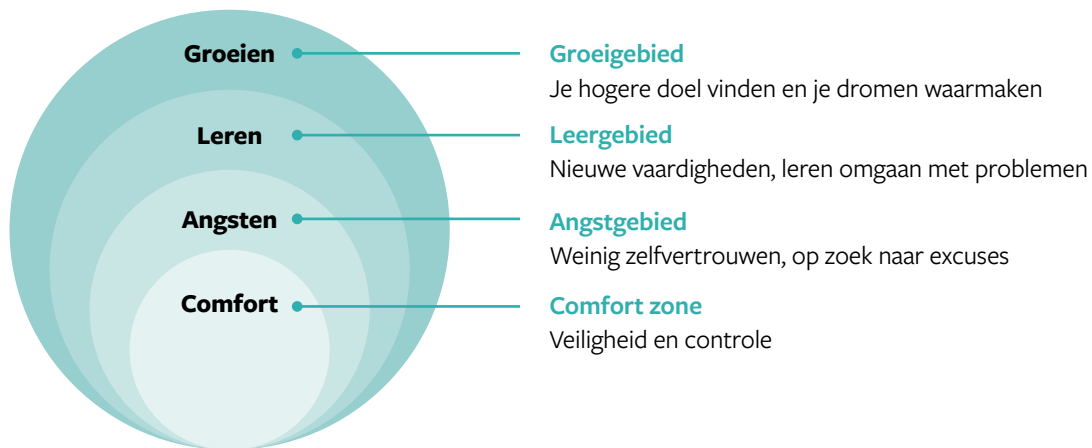 Groeien
Groeigebied
Je hogere doel vinden en je dromen waarmaken
Leren
Leergebied
Nieuwe vaardigheden, leren omgaan met problemen
Angsten
Angstgebied
Weinig zelfvertrouwen, op zoek naar excuses
Comfort
Comfort zone
Veiligheid en controle